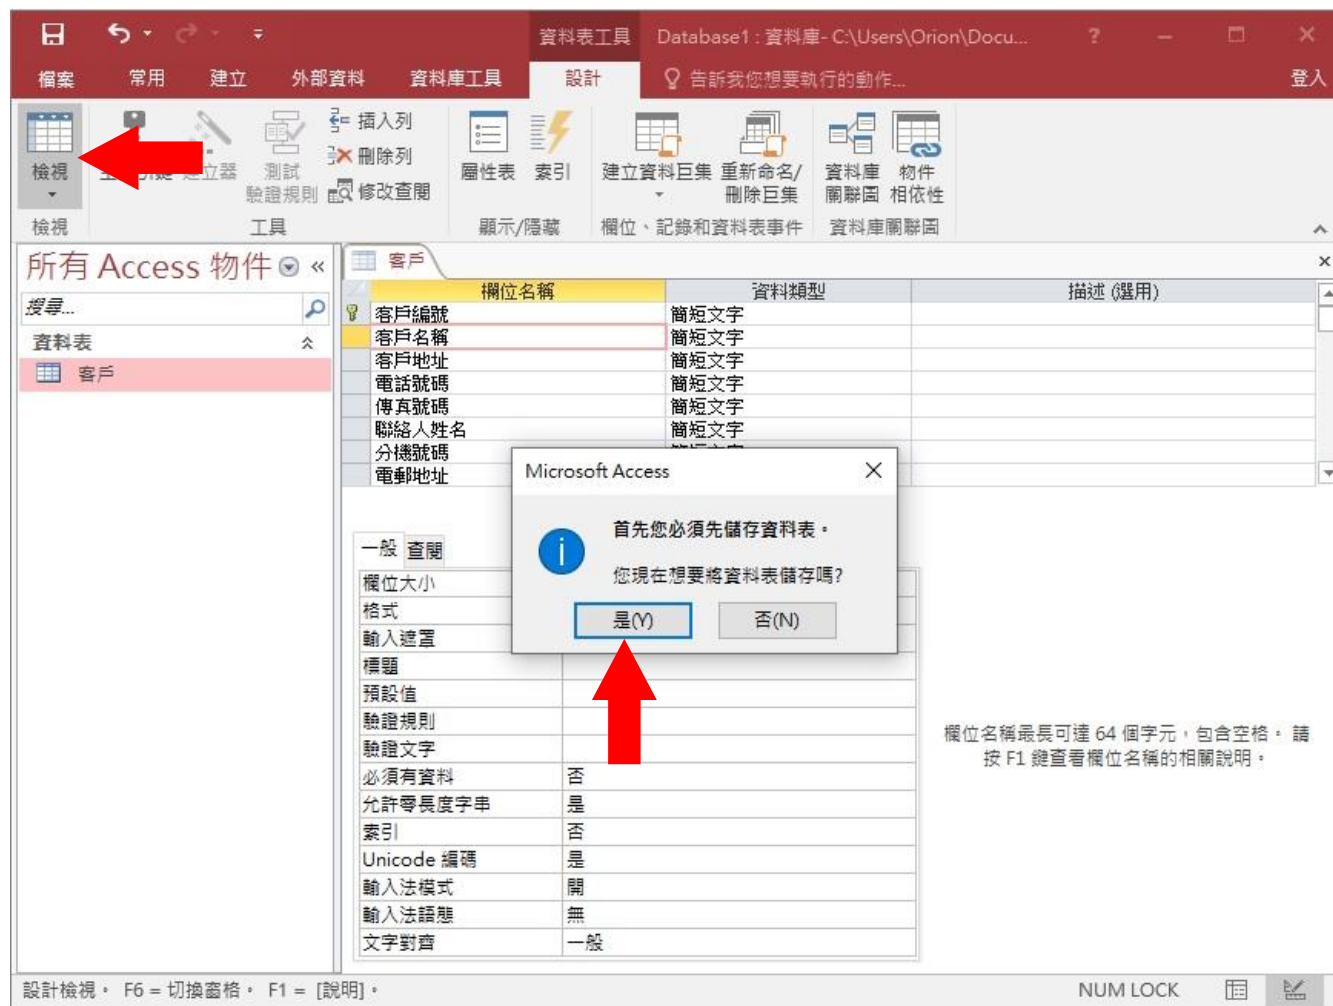 資料表工具 Database1 : 資料庫- C:\Users\Orion\Docu... ?
檔案 常用 建立 外部資料 資料庫工具 設計 告訴我您想要執行的動作... 登入
檢視
測試
驗證規則
插入列
刪除列
修改查閱
屬性表 索引
建立資料巨集 重新命名/
刪除巨集
資料庫
關聯圖
物件
相依性
檢視 工具 顯示/隱藏 欄位、記錄和資料表事件 資料庫關聯圖
所有 Access 物件
搜尋...
資料表
客戶
客戶
欄位名稱 資料類型 描述 (選用)
客戶編號 簡短文字
客戶名稱 簡短文字
客戶地址 簡短文字
電話號碼 簡短文字
傳真號碼 簡短文字
聯絡人姓名 簡短文字
分機號碼
電郵地址
Microsoft Access
首先您必須先儲存資料表。
您現在想要將資料表儲存嗎?
是(Y) 否(N)
一般 查閱
欄位大小
格式
輸入遮罩
標題
預設值
驗證規則
驗證文字
必須有資料 否
允許零長度字串 是
索引 否
Unicode 編碼 是
輸入法模式 開
輸入法語態 無
文字對齊 一般
欄位名稱最長可達 64 個字元，包含空格。 請
按 F1 鍵查看欄位名稱的相關說明。
設計檢視。 F6 = 切換窗格。 F1 = [說明]。 NUM LOCK